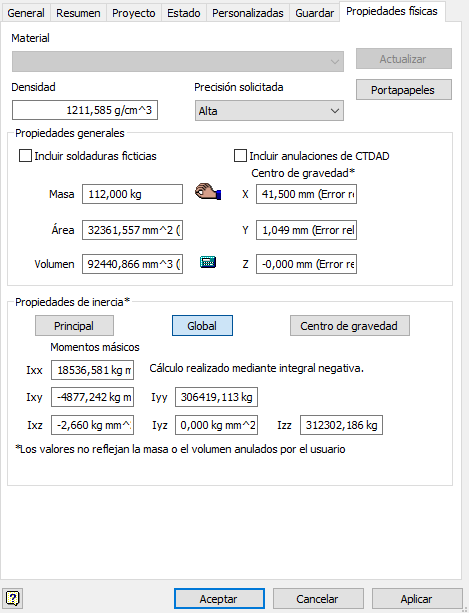 General Resumen Proyecto Estado Personalizadas Guardar Propiedades físicas
Material
Actualizar
Densidad Precisión solicitada
Portapapeles
1211,585 g/cm^3 Alta
Propiedades generales
Incluir soldaduras ficticias Incluir anulaciones de CTDAD
Centro de gravedad*
Masa 112,000 kg X 41,500 mm (Error re
Área 32361,557 mm^2 ( Y 1,049 mm (Error rel
Volumen 92440,866 mm^3 ( Z -0,000 mm (Error re
Propiedades de inercia*
Principal Global Centro de gravedad
Momentos másicos
Ixx 18536,581 kg m Cálculo realizado mediante integral negativa.
Ixy -4877,242 kg m Iyy 306419,113 kg
Ixz -2,660 kg mm^ Iyz 0,000 kg mm^2 Izz 312302,186 kg
*Los valores no reflejan la masa o el volumen anulados por el usuario
? Aceptar Cancelar Aplicar